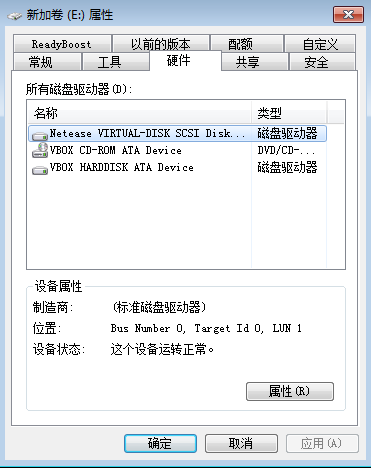 新加卷 (E:) 属性
ReadyBoost 以前的版本 配额 自定义
常规 工具 硬件 共享 安全
所有磁盘驱动器(D):
名称 类型
Netease VIRTUAL-DISK SCSI Disk... 磁盘驱动器
VBOX CD-ROM ATA Device DVD/CD-...
VBOX HARDDISK ATA Device 磁盘驱动器
设备属性
制造商: (标准磁盘驱动器)
位置: Bus Number 0, Target Id 0, LUN 1
设备状态: 这个设备运转正常。
属性(R)
确定 取消 应用(A)